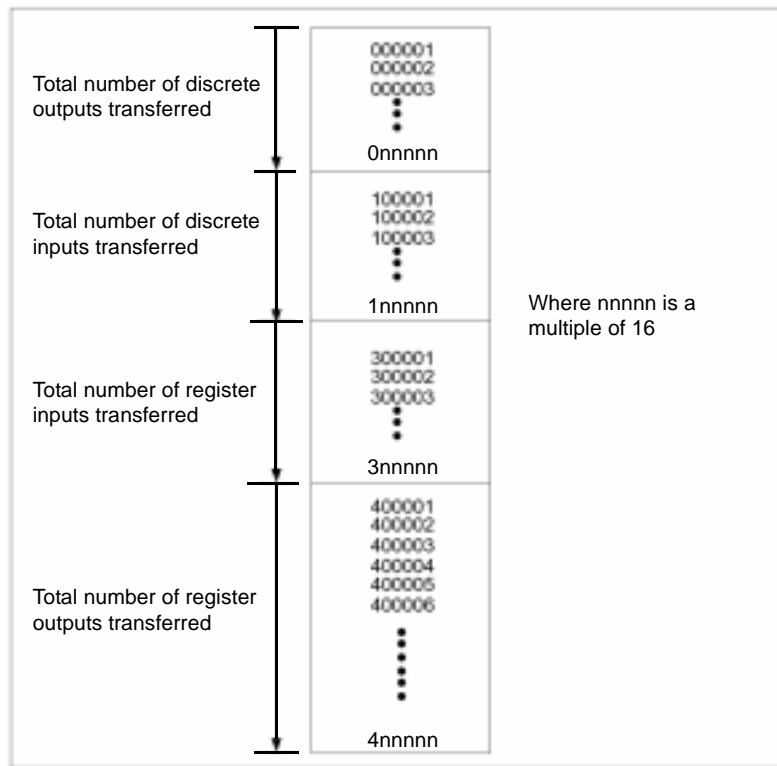 Total number of discrete
outputs transferred
000001
000002
000003
0nnnnn
Total number of discrete
inputs transferred
100001
100002
100003
1nnnnn
Where nnnnn is a
multiple of 16
Total number of register
inputs transferred
300001
300002
300003
3nnnnn
Total number of register
outputs transferred
400001
400002
400003
400004
400005
400006
4nnnnn